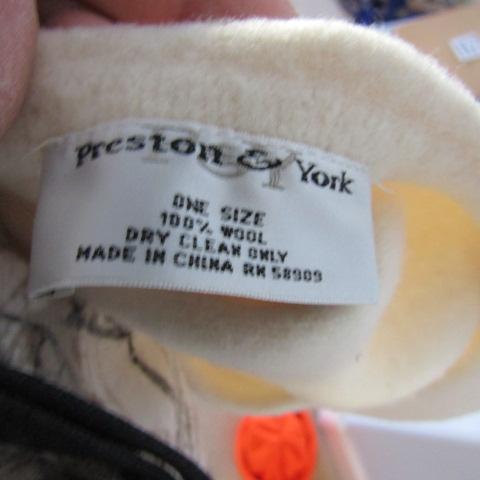 Preston & York
ONE SIZE
100% WOOL
DRY CLEAN ONLY
MADE IN CHINA RN 58909